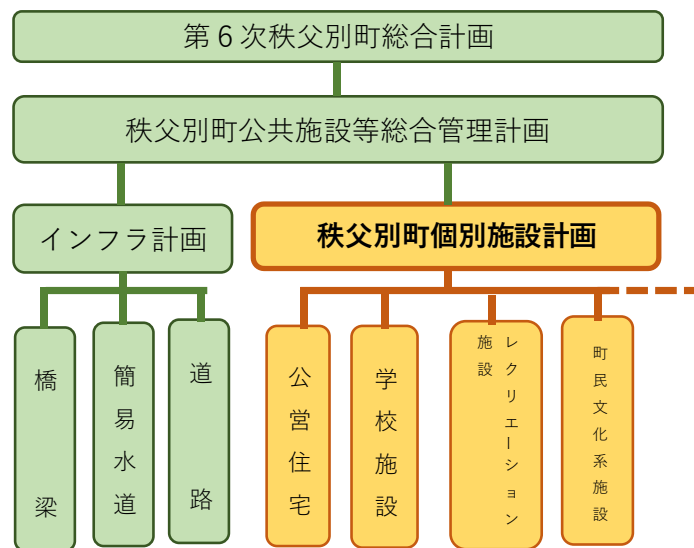 第６次秩父別町総合計画
秩父別町公共施設等総合管理計画
インフラ計画
秩父別町個別施設計画
橋梁
簡易水道
道路
公営住宅
学校施設
レクリエーション
施設
町民文化系施設